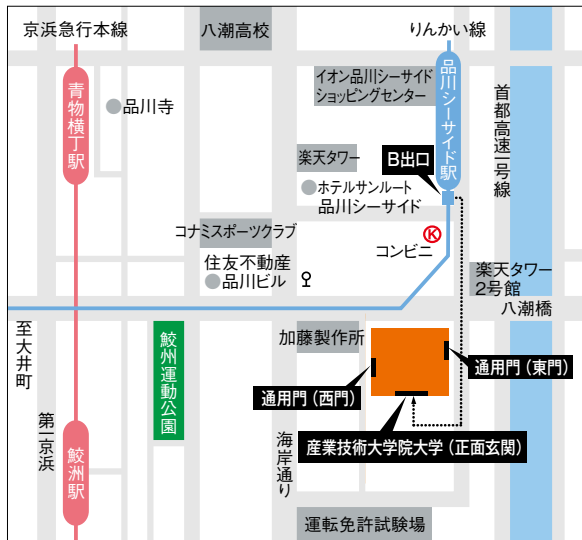 京浜急行本線
八潮高校
りんかい線
イオン品川シーサイド
ショッピングセンター
品川シーサイド駅
首都高速一号線
青物横丁駅
品川寺
楽天タワー
B出口
ホテルサンルート
品川シーサイド
コナミスポーツクラブ
K
コンビニ
住友不動産
品川ビル
楽天タワー
2号館
八潮橋
至大井町
鮫州運動公園
加藤製作所
通用門（東門）
通用門（西門）
産業技術大学院大学（正面玄関）
第一京浜
鮫洲駅
海岸通り
運転免許試験場